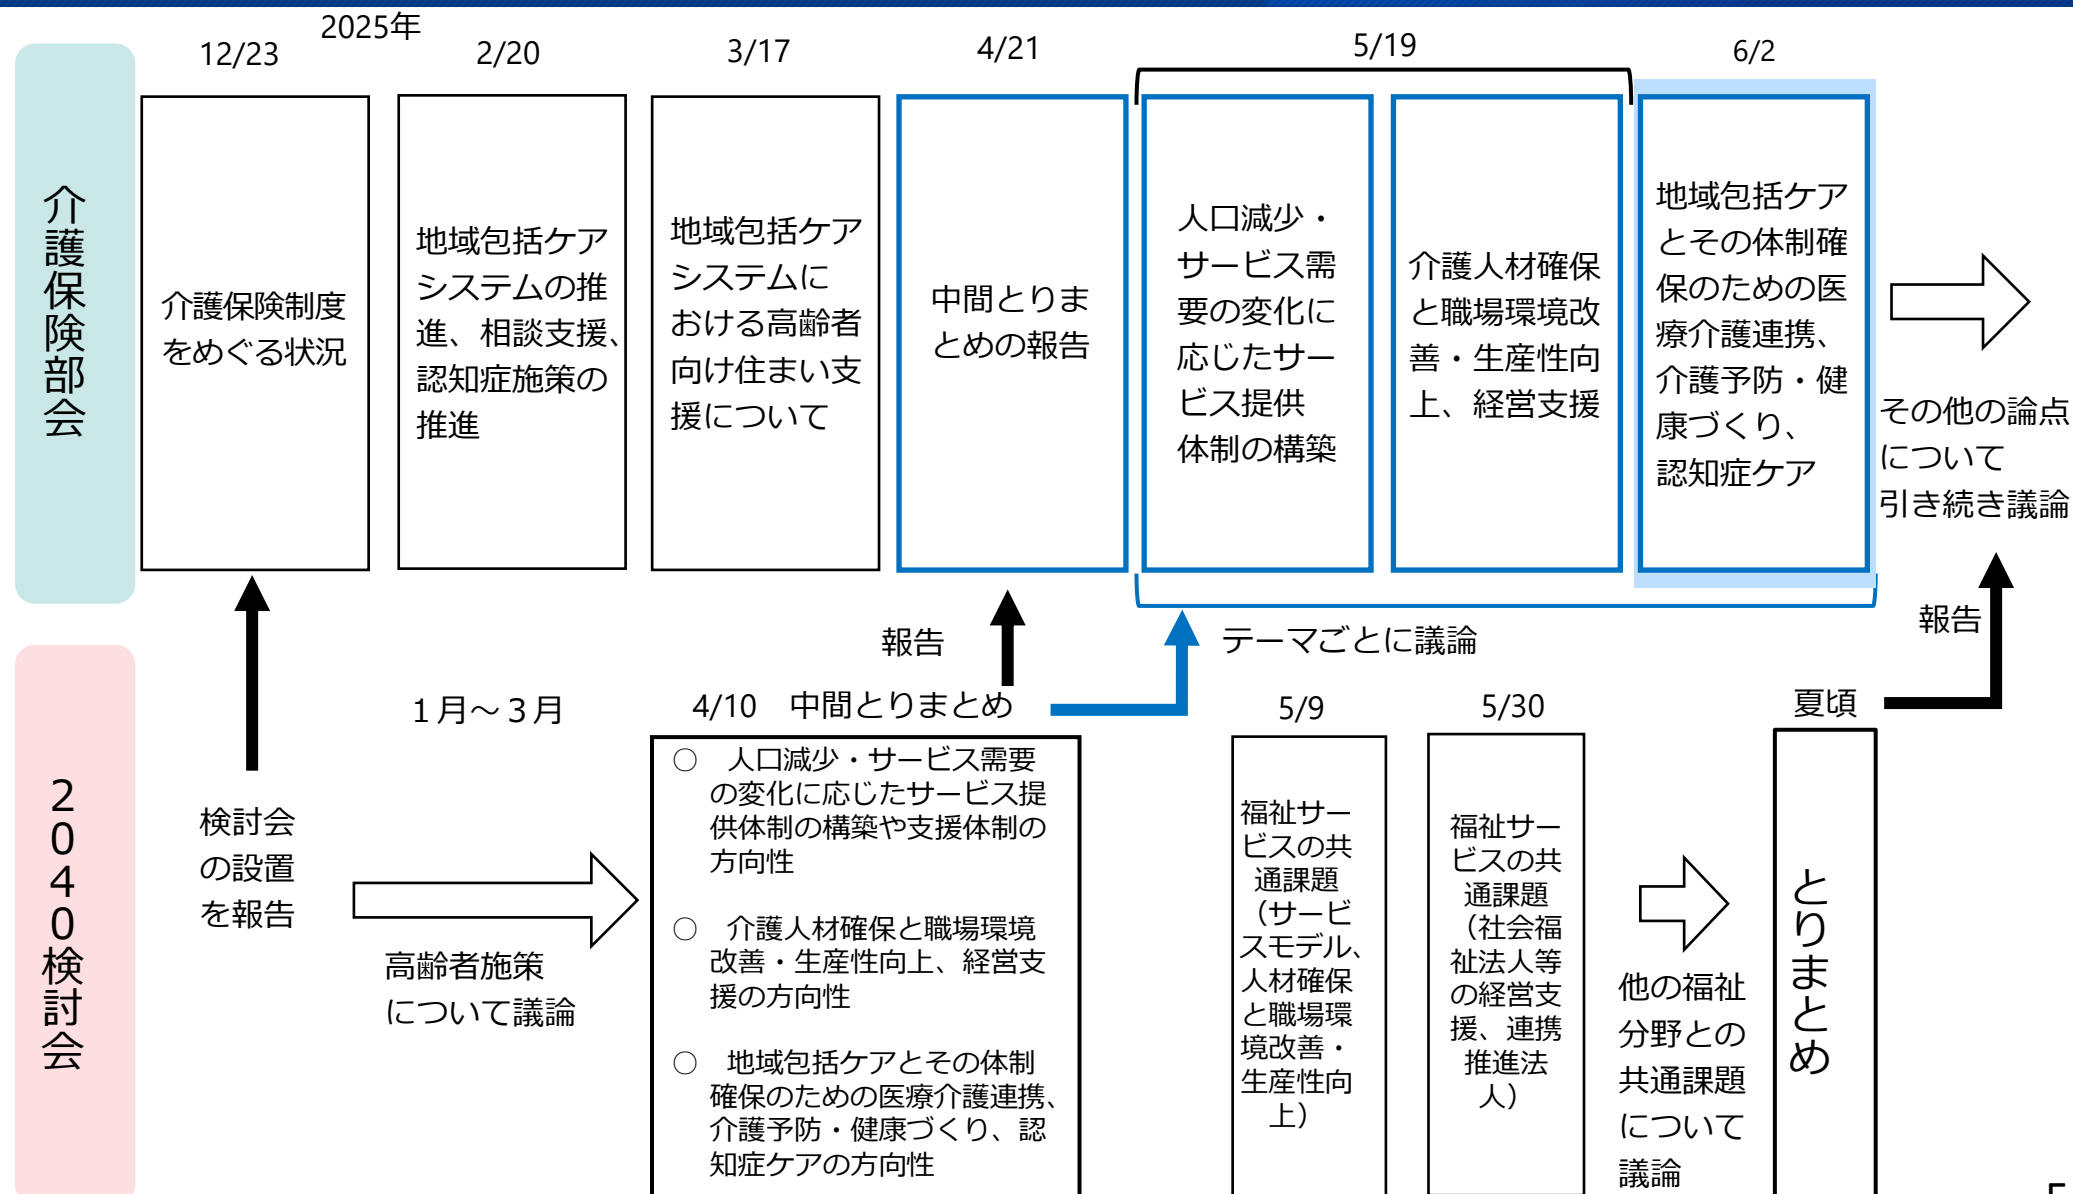 2025年
12/23
2/20
3/17
4/21
5/19
6/2
介護保険部会
介護保険制度
をめぐる状況
地域包括ケア
システムの推
進、相談支援、
認知症施策の
推進
地域包括ケア
システムに
おける高齢者
向け住まい支
援について
中間とりま
とめの報告
人口減少・
サービス需
要の変化に
応じたサー
ビス提供
体制の構築
介護人材確保
と職場環境改
善・生産性向
上、経営支援
地域包括ケア
とその体制確
保のための医
療介護連携、
介護予防・健
康づくり、
認知症ケア
その他の論点
について
引き続き議論
報告
テーマごとに議論
報告
2040検討会
検討会
の設置
を報告
１月～３月
高齢者施策
について議論
4/10　中間とりまとめ
○　人口減少・サービス需要
の変化に応じたサービス提
供体制の構築や支援体制の
方向性
○　介護人材確保と職場環境
改善・生産性向上、経営支
援の方向性
○　地域包括ケアとその体制
確保のための医療介護連携、
介護予防・健康づくり、認
知症ケアの方向性
5/9
福祉サー
ビスの共
通課題
（サービ
スモデル、
人材確保
と職場環
境改善・
生産性向
上）
5/30
福祉サー
ビスの共
通課題
（社会福
祉法人等
の経営支
援、連携
推進法
人）
他の福祉
分野との
共通課題
について
議論
夏頃
とりまとめ